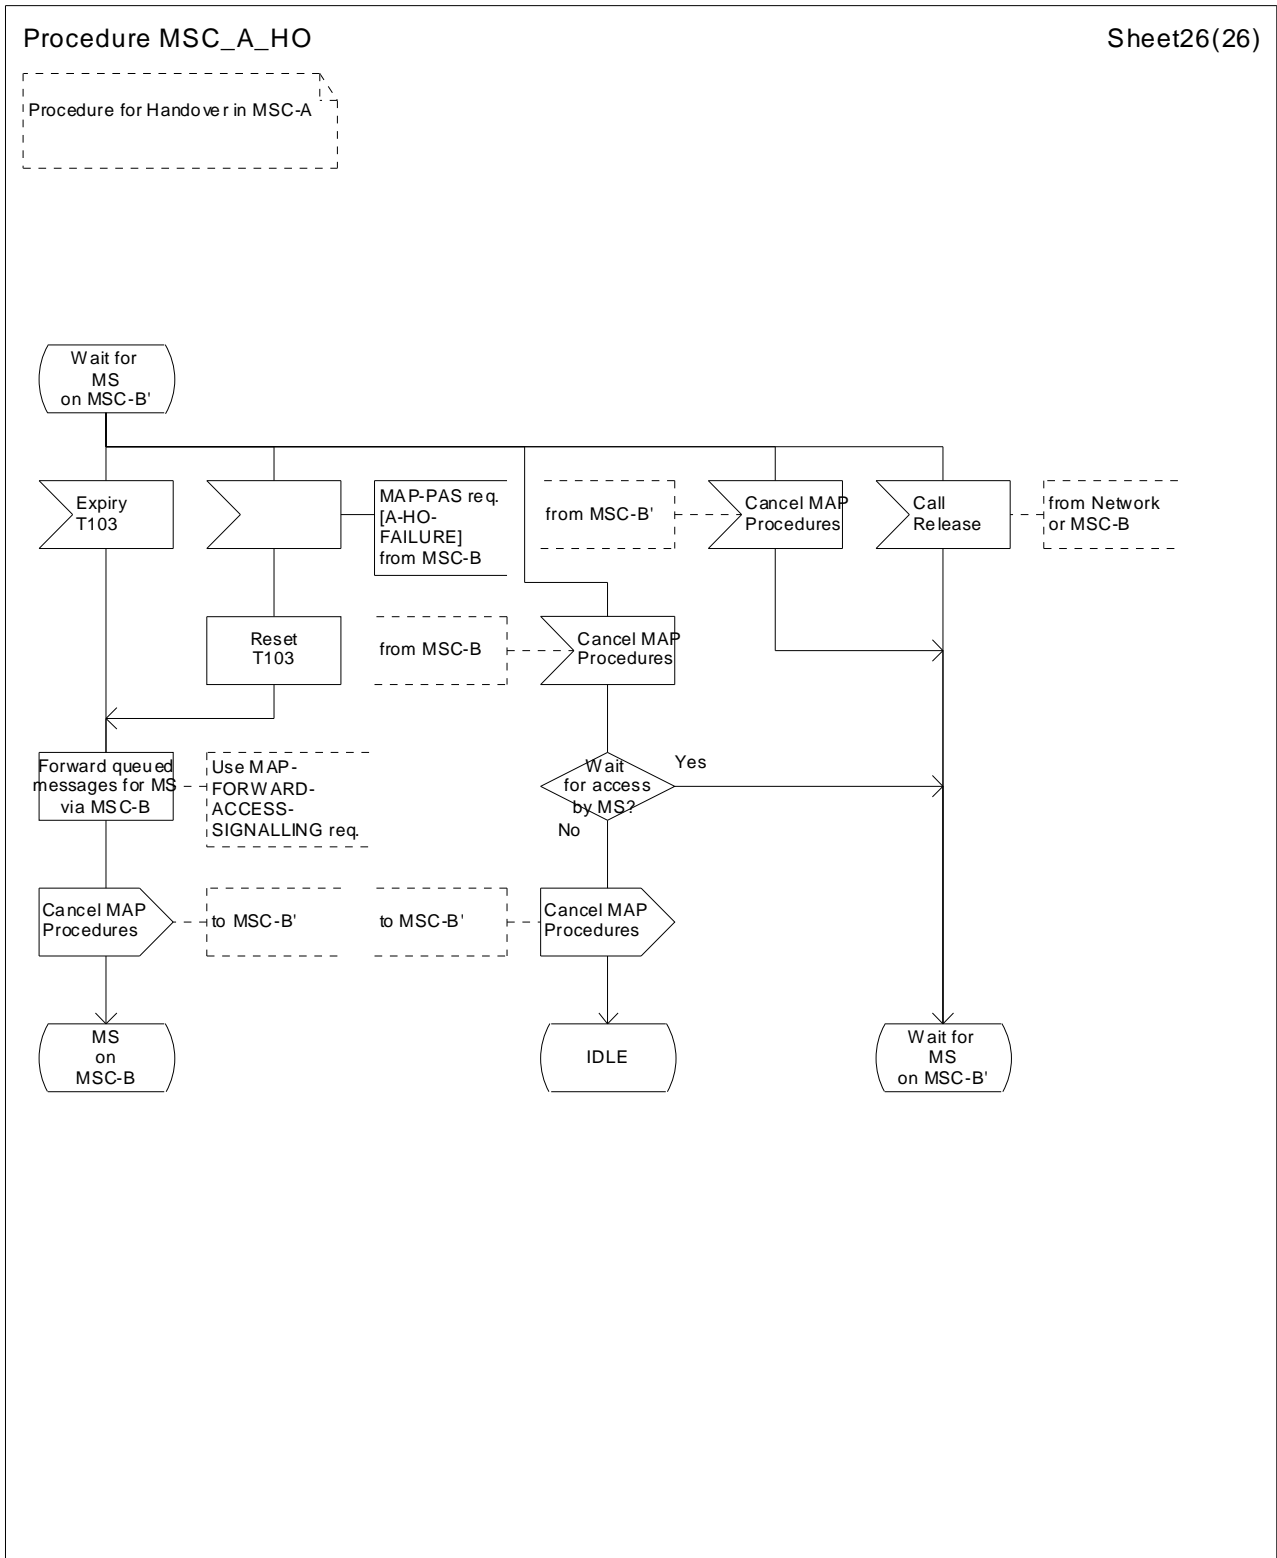 Procedure MSC_A_HO
Sheet26(26)
Procedure for Handover in MSC-A
Wait for
MS
on MSC-B'
Expiry
T103
MAP-PAS req.
[A-HO-
FAILURE]
from MSC-B
from MSC-B'
Cancel MAP
Procedures
Call
Release
from Network
or MSC-B
Reset
T103
from MSC-B
Cancel MAP
Procedures
Forward queued
messages for MS
via MSC-B
Use MAP-
FORWARD-
ACCESS-
SIGNALLING req.
Wait
for access
by MS?
Yes
No
Cancel MAP
Procedures
to MSC-B'
to MSC-B'
Cancel MAP
Procedures
MS
on
MSC-B
IDLE
Wait for
MS
on MSC-B'